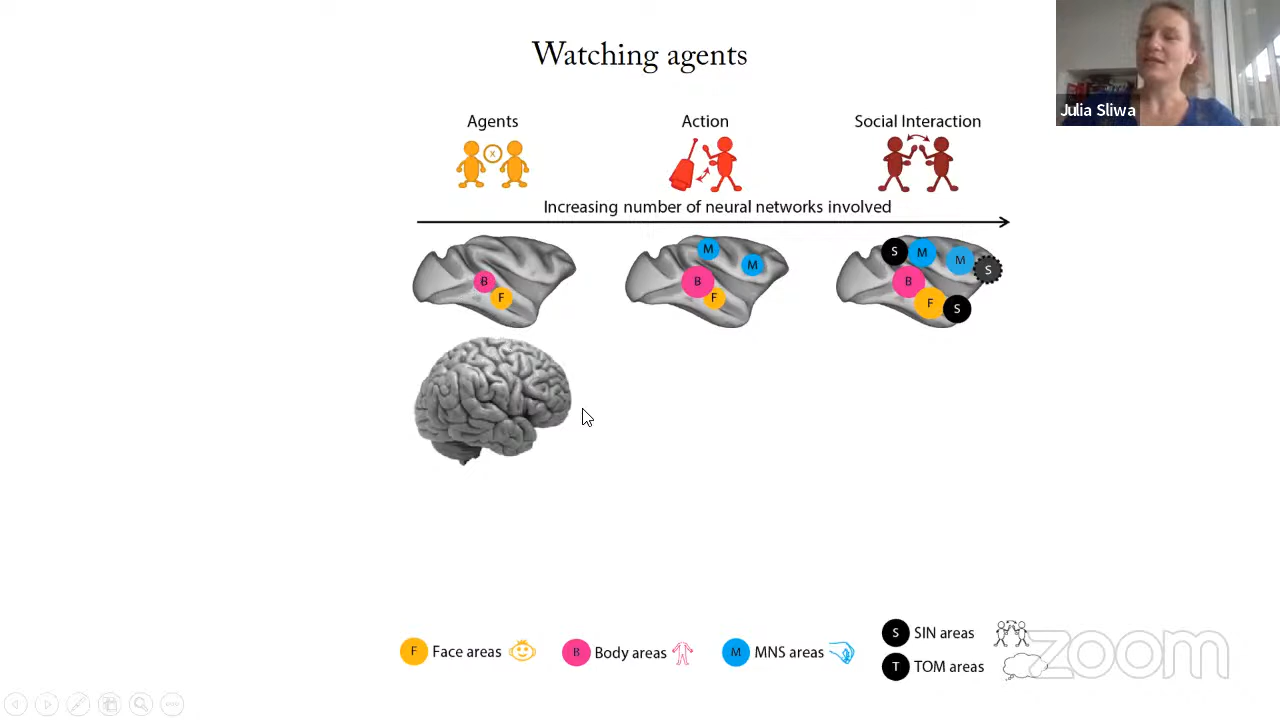 Watching agents
Julia Sliwa
Agents
Action
Social Interaction
X
Increasing number of neural networks involved
B
F
M
M
B
F
S
M
M
S
B
F
S
F Face areas
B Body areas
M MNS areas
S SIN areas
T TOM areas
zoom